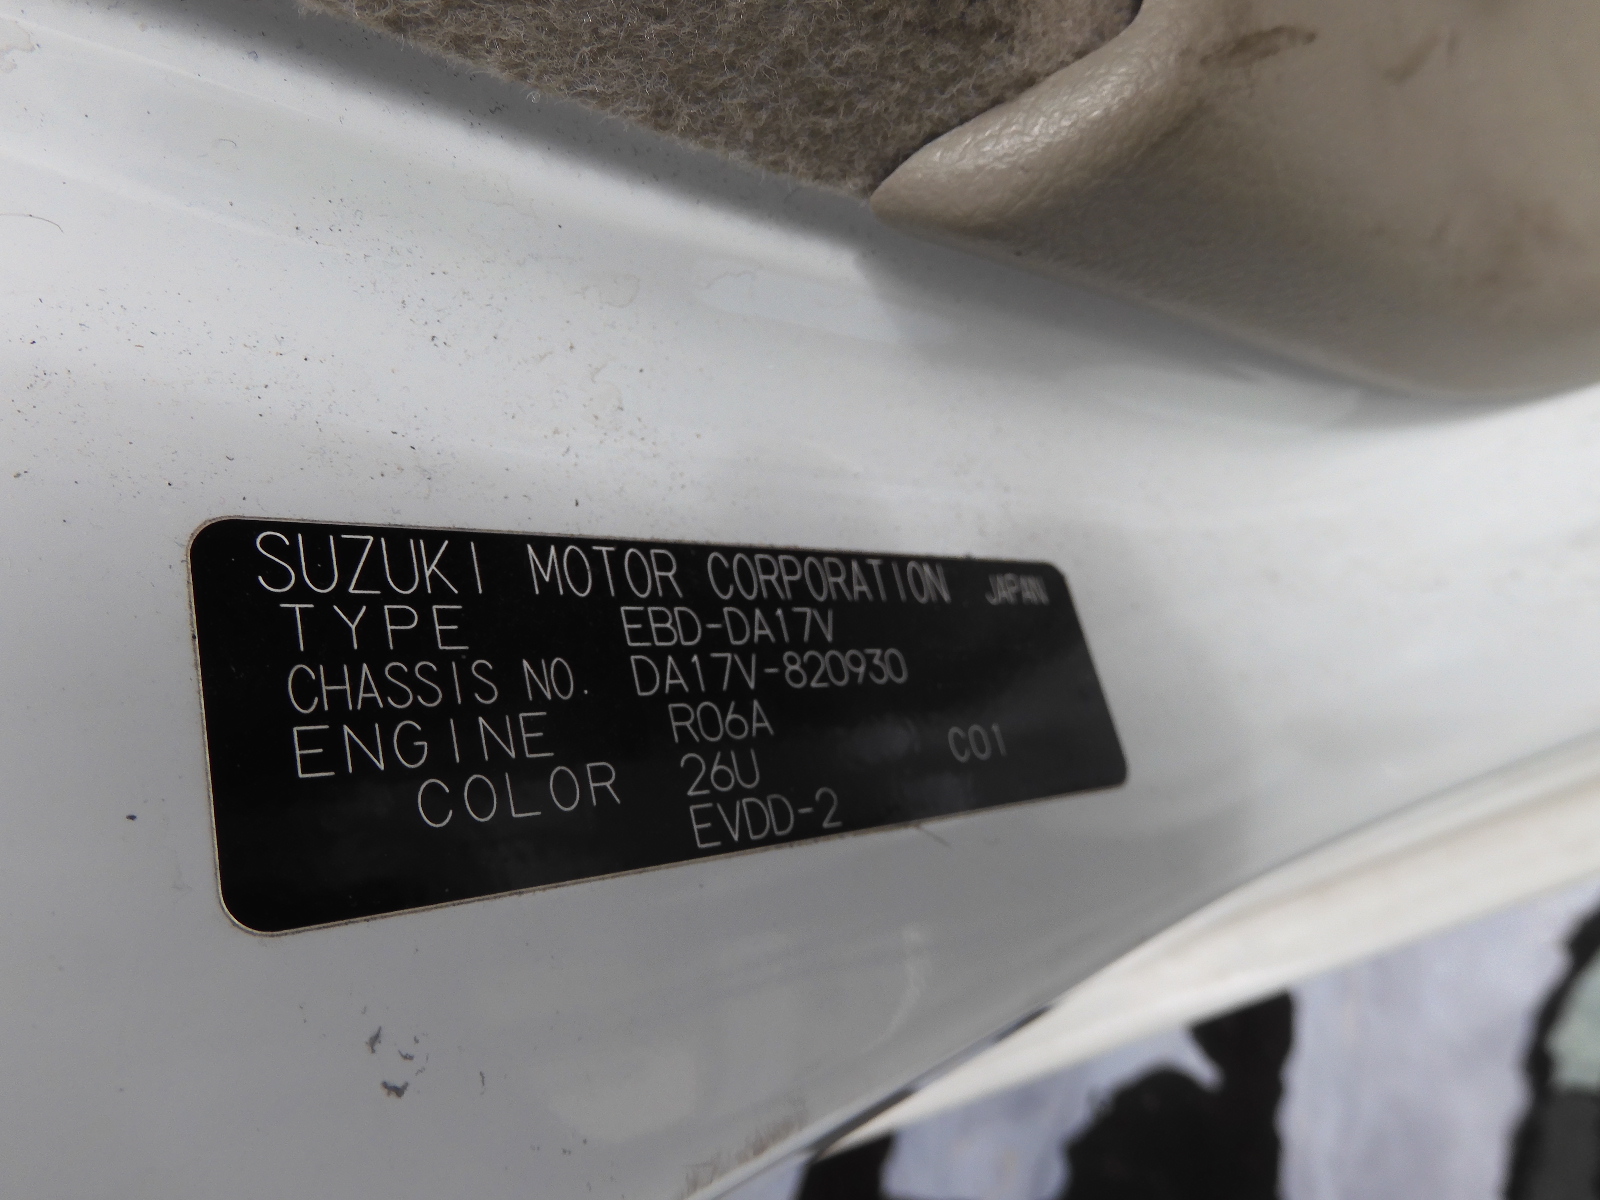 SUZUKI MOTOR CORPORATION JAPAN
TYPE EBD-DA17V
CHASSIS NO. DA17V-820930
ENGINE R06A
COLOR 26U C01
EVDD-2